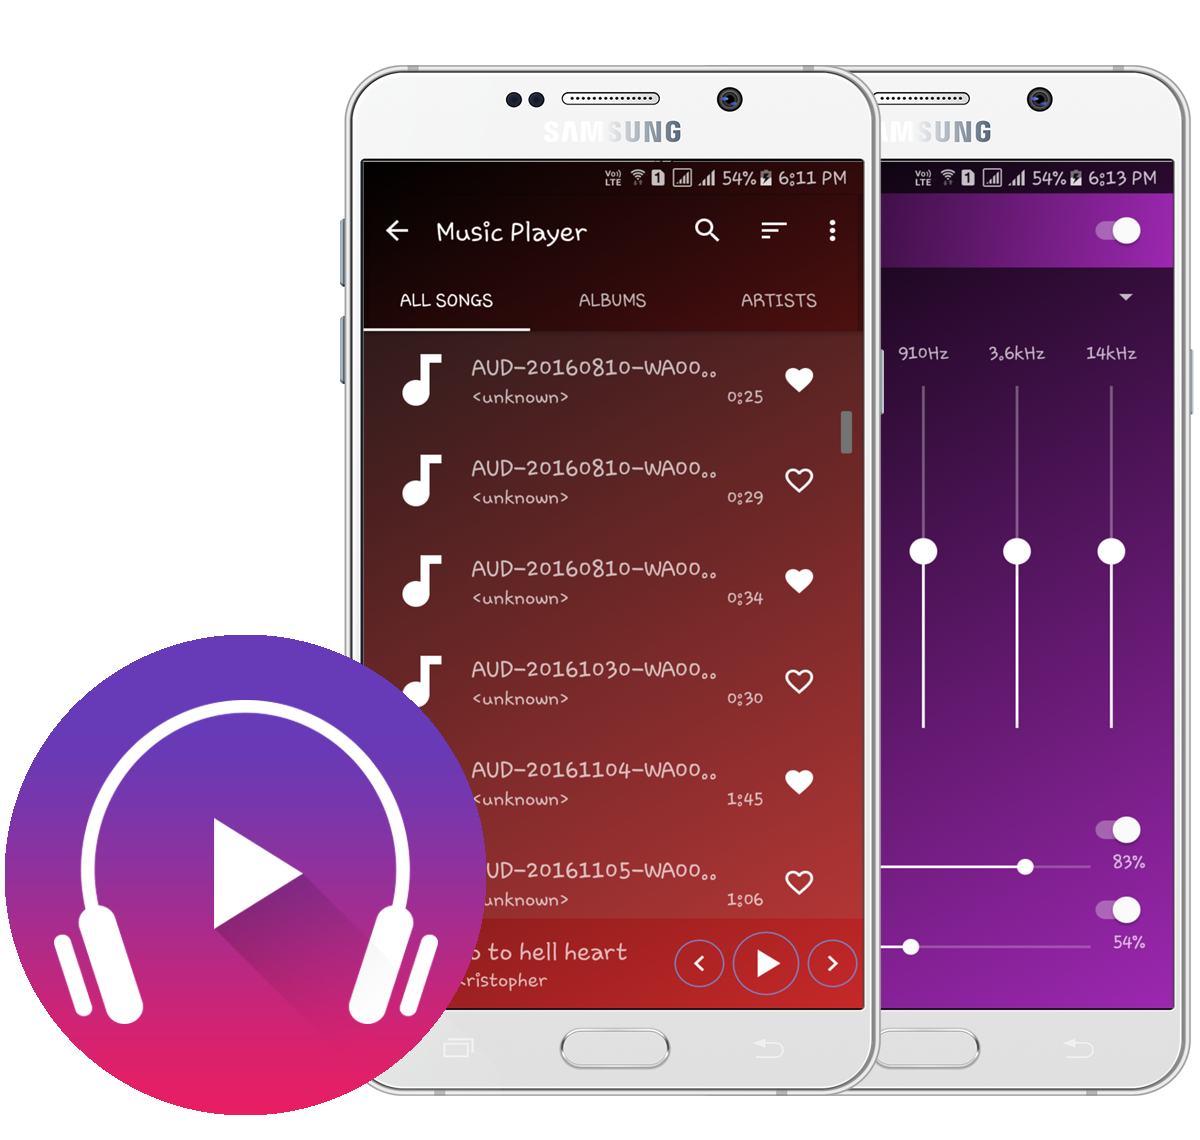 SAMSUNG
Vo) LTE 1 54% 6:11 PM
Music Player
ALL SONGS ALBUMS ARTISTS
AUD-20160810-WA00..
<unknown> 0:25
AUD-20160810-WA00..
<unknown> 0:29
AUD-20160810-WA00..
<unknown> 0:34
AUD-20161030-WA00..
<unknown> 0:30
AUD-20161104-WA00..
<unknown> 1:45
UD-20161105-WA00..
unknown> 1:06
to hell heart
ristopher
MSUNG
Vo) LTE 1 54% 6:13 PM
910Hz 3.6kHz 14kHz
83%
54%